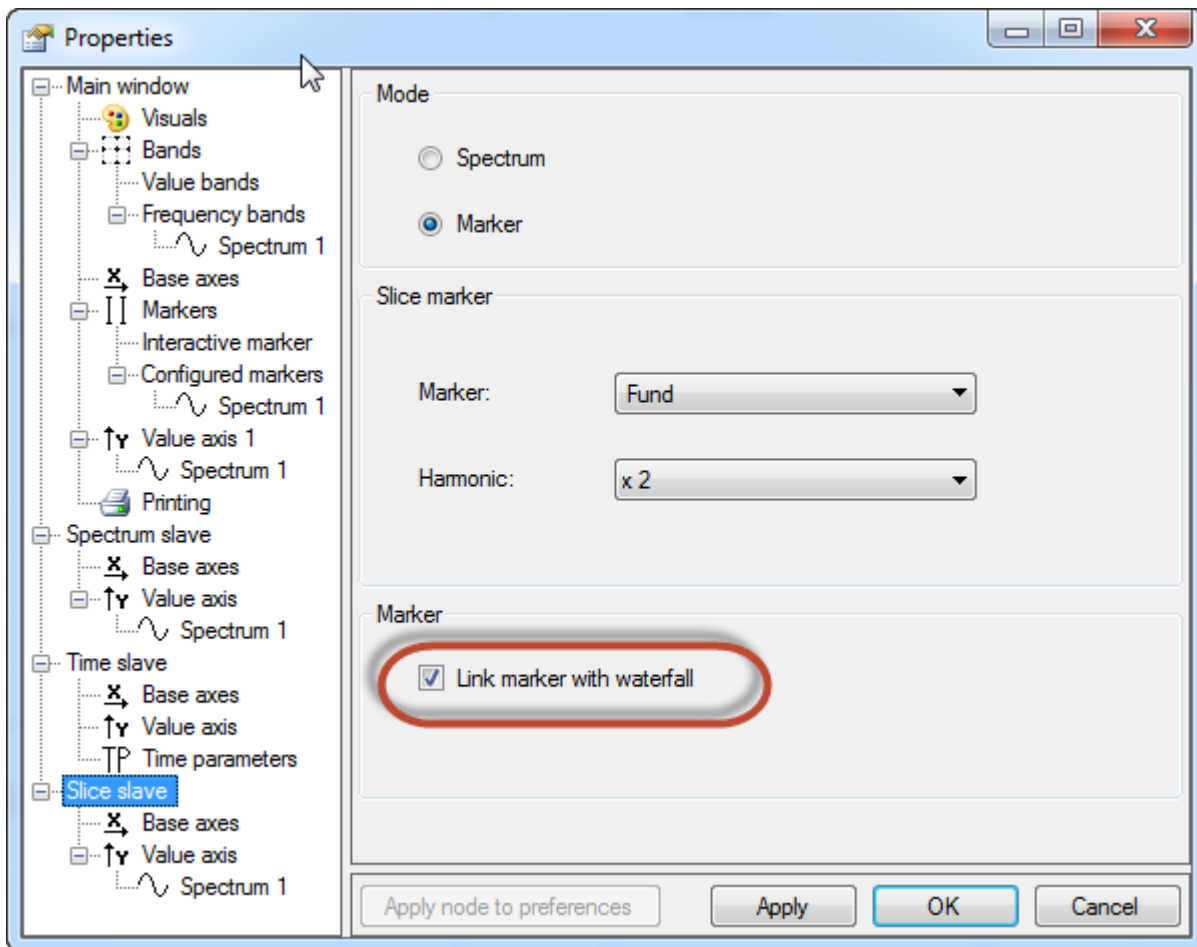 Properties
Main window
Visuals
Bands
Value bands
Frequency bands
Spectrum 1
Base axes
Markers
Interactive marker
Configured markers
Spectrum 1
Value axis 1
Spectrum 1
Printing
Spectrum slave
Base axes
Value axis
Spectrum 1
Time slave
Base axes
Value axis
TP Time parameters
Slice slave
Base axes
Value axis
Spectrum 1
Mode
Spectrum
Marker
Slice marker
Marker: Fund
Harmonic: x 2
Marker
Link marker with waterfall
Apply node to preferences Apply OK Cancel